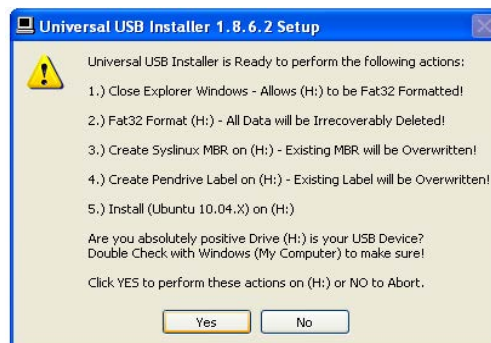 Universal USB Installer 1.8.6.2 Setup
Universal USB Installer is Ready to perform the following actions:
1.) Close Explorer Windows - Allows (H:) to be Fat32 Formatted!
2.) Fat32 Format (H:) - All Data will be Irrecoverably Deleted!
3.) Create Syslinux MBR on (H:) - Existing MBR will be Overwritten!
4.) Create Pendrive Label on (H:) - Existing Label will be Overwritten!
5.) Install (Ubuntu 10.04.X) on (H:)
Are you absolutely positive Drive (H:) is your USB Device?
Double Check with Windows (My Computer) to make sure!
Click YES to perform these actions on (H:) or NO to Abort.
Yes No